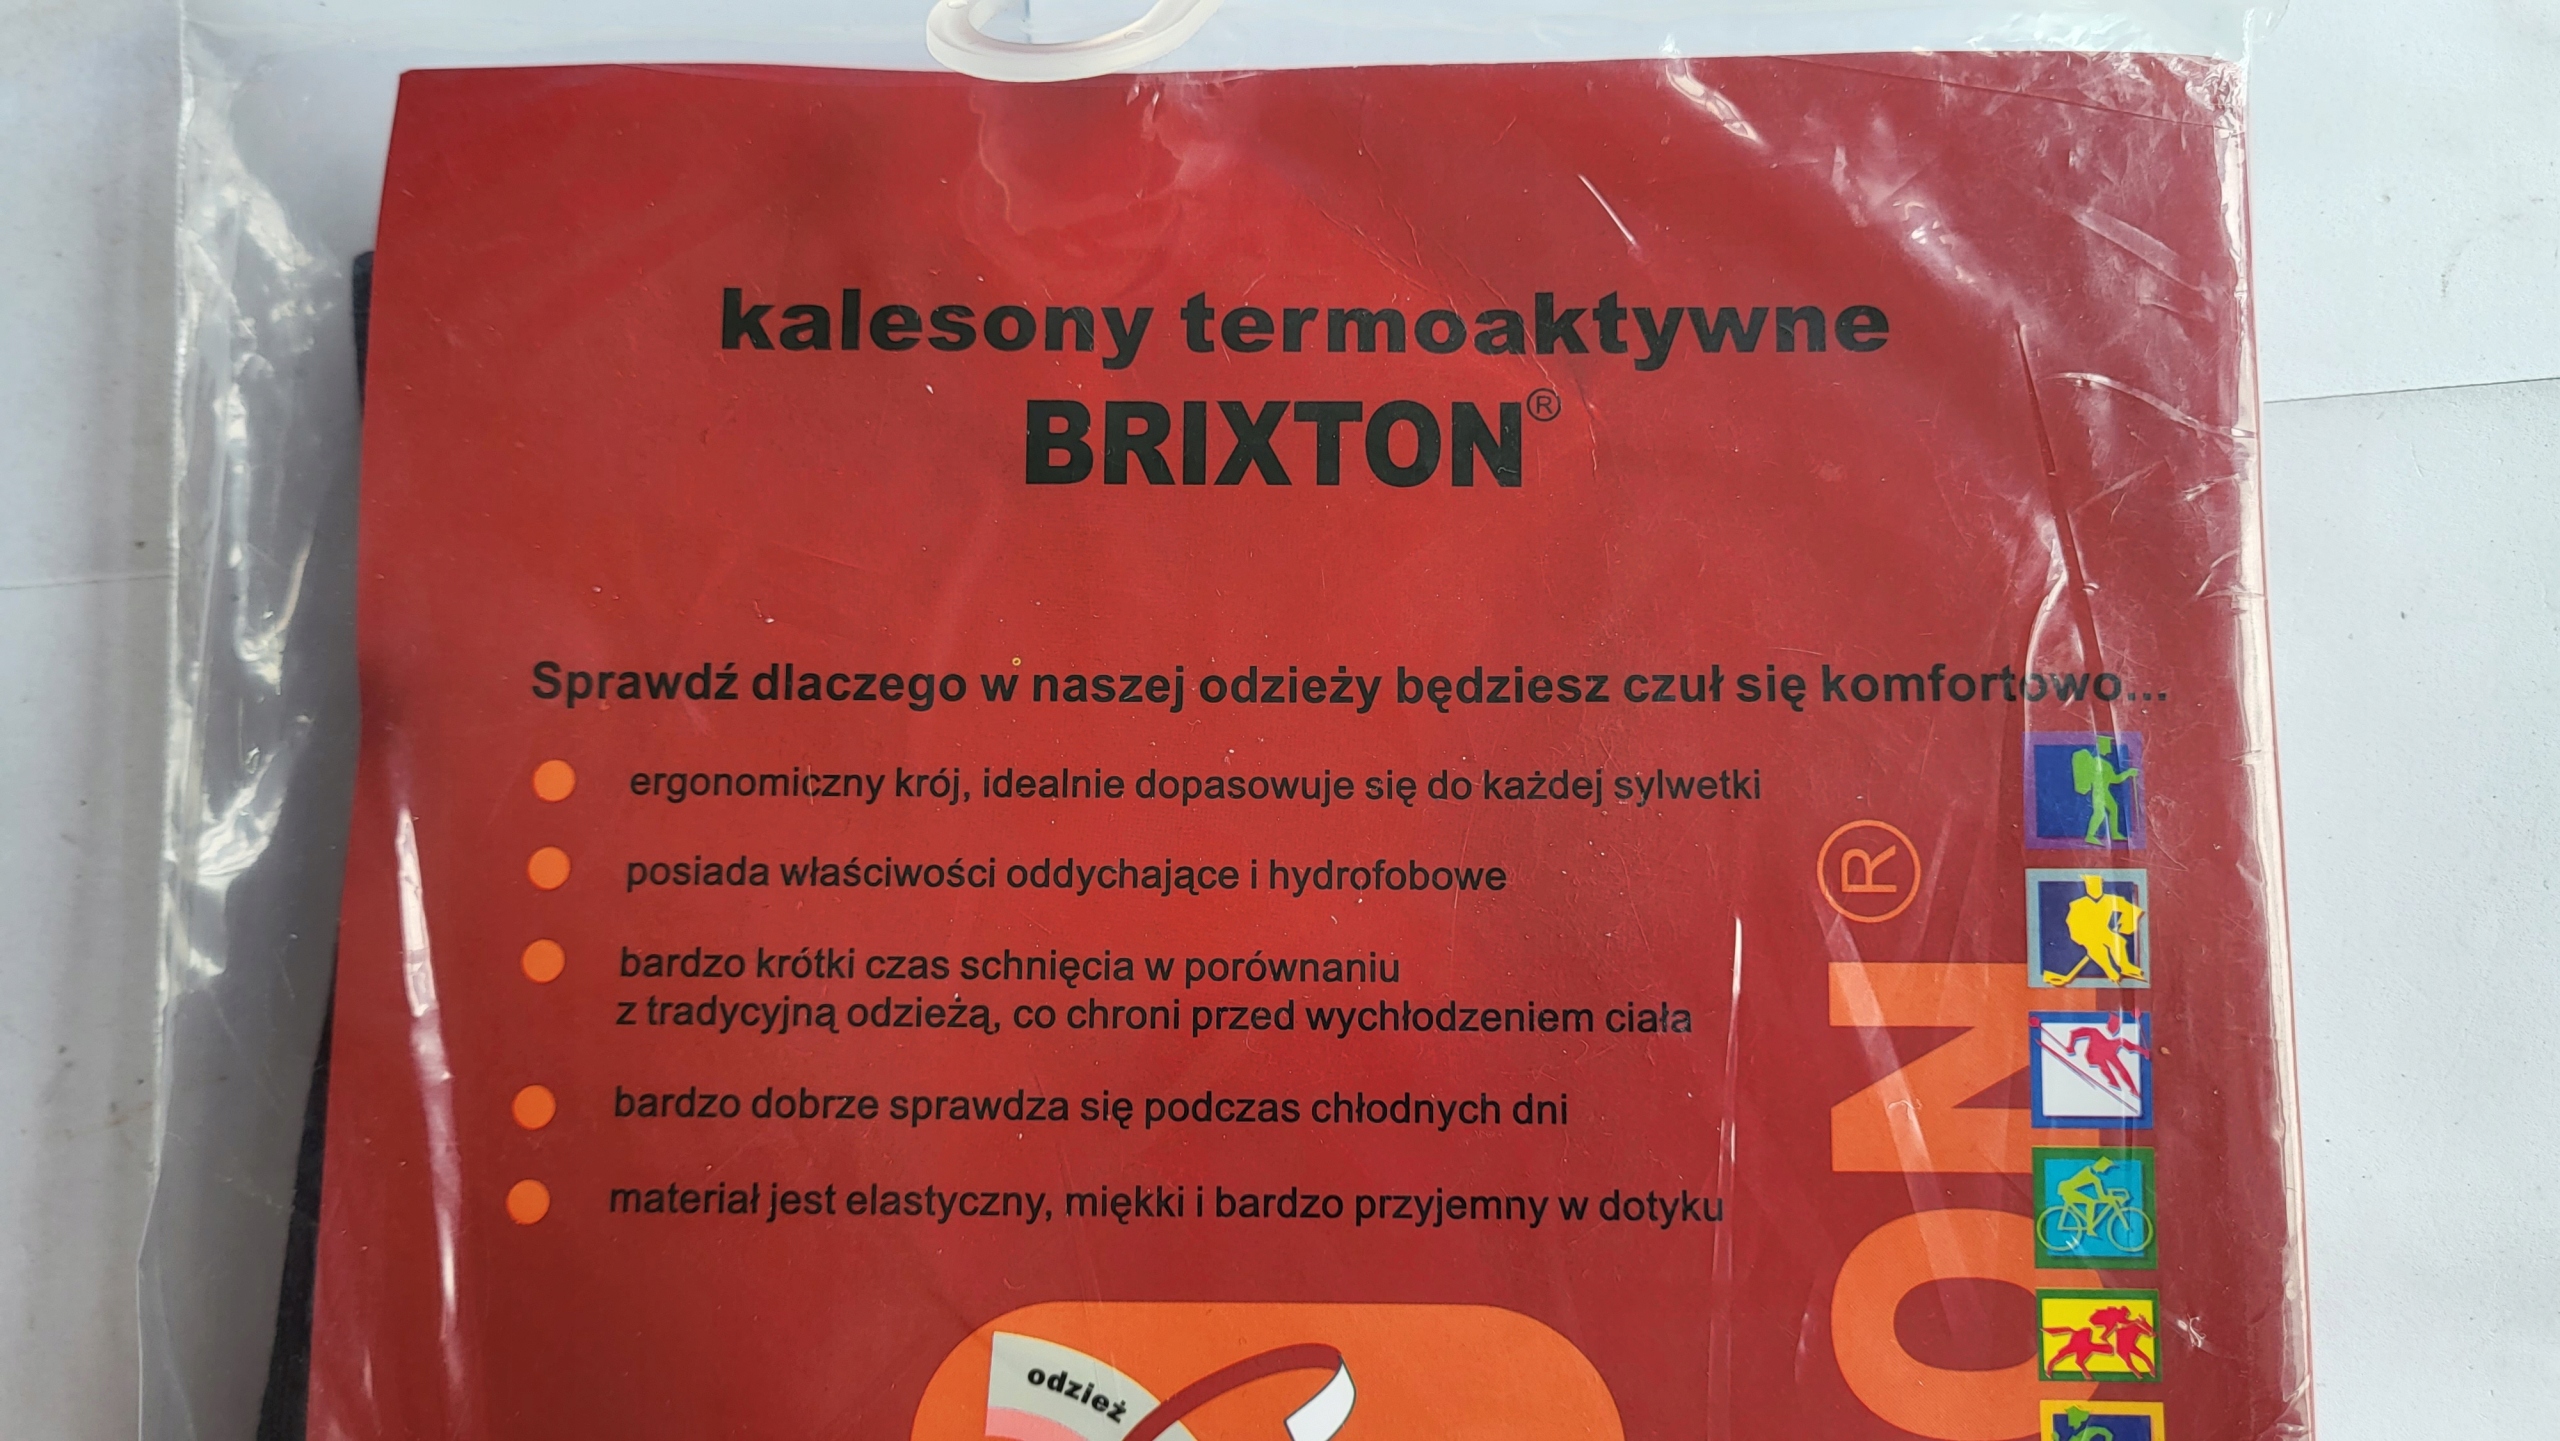 kalesony termoaktywne
BRIXTON®
Sprawdź dlaczego w naszej odzieży będziesz czuł się komfortowo...
ergonomiczny krój, idealnie dopasowuje się do każdej sylwetki
posiada właściwości oddychające i hydrofobowe
bardzo krótki czas schnięcia w porównaniu
z tradycyjną odzieżą, co chroni przed wychłodzeniem ciała
bardzo dobrze sprawdza się podczas chłodnych dni
materiał jest elastyczny, miękki i bardzo przyjemny w dotyku
odzież
ON®